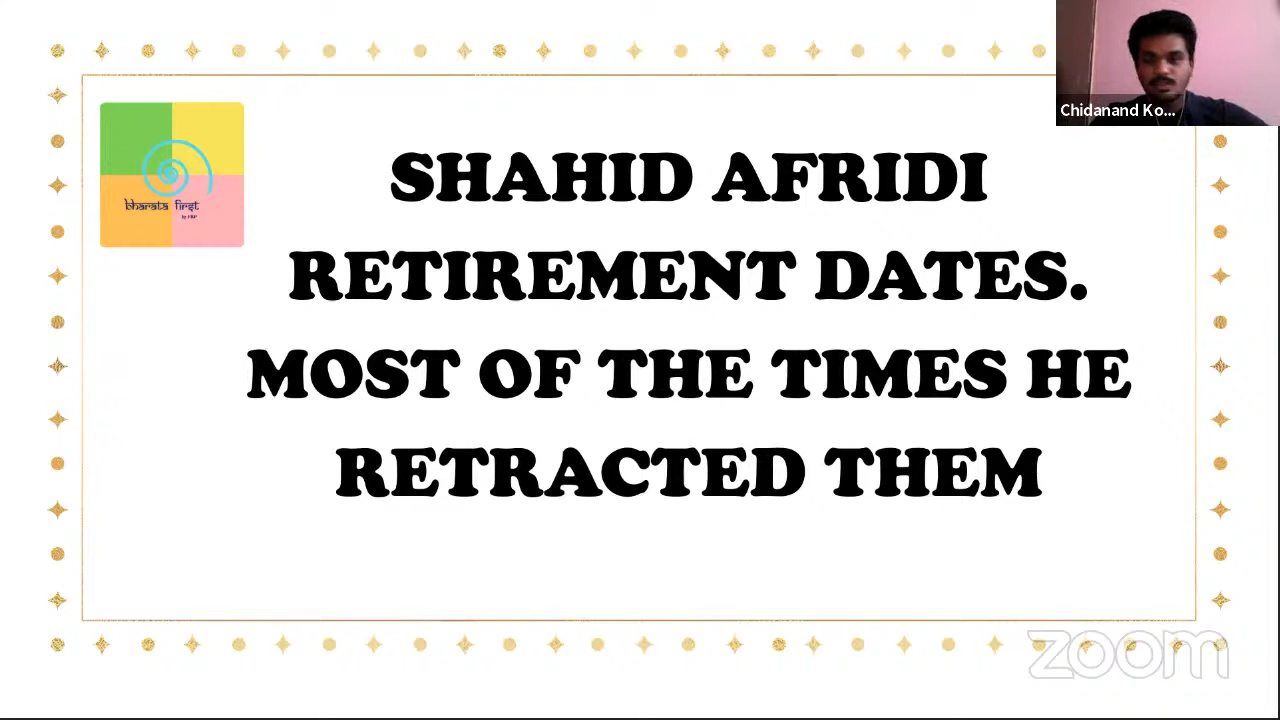 Chidanand Ko...
bharata first
SHAHID AFRIDI
RETIREMENT DATES.
MOST OF THE TIMES HE
RETRACTED THEM
zoom